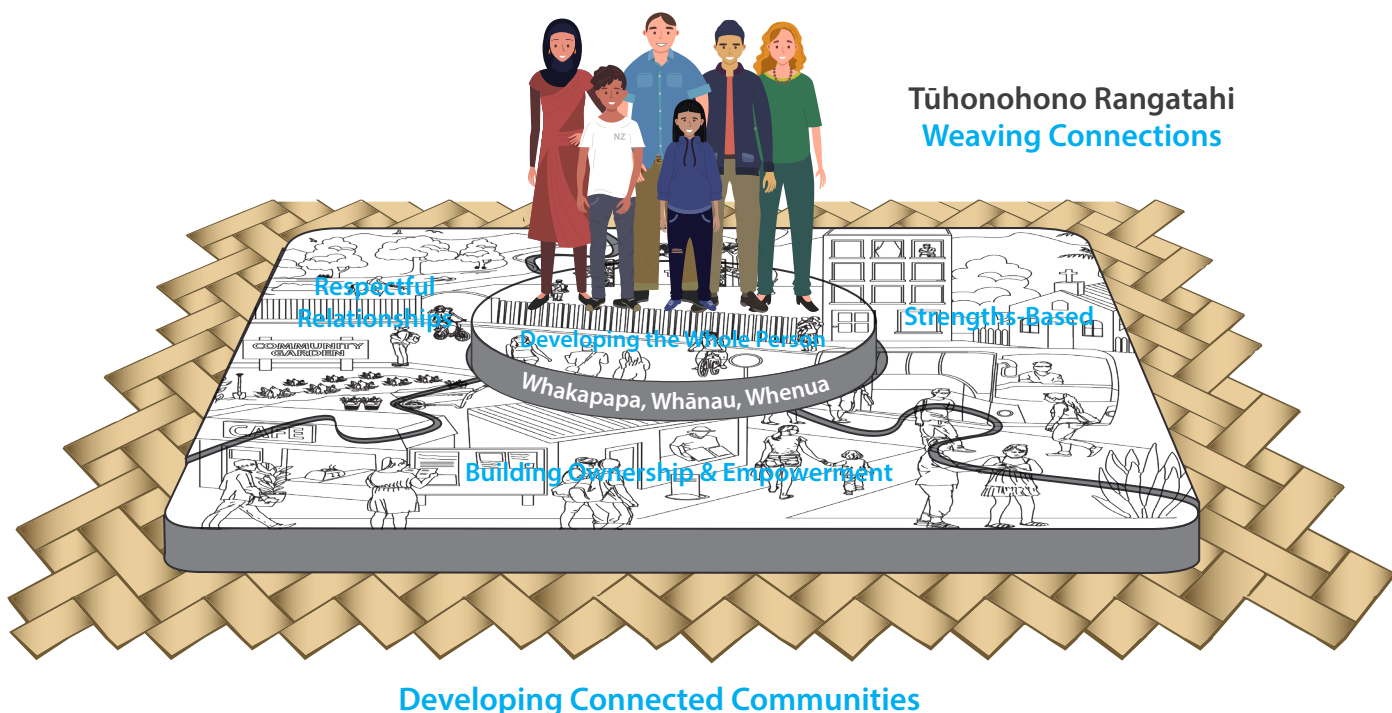 Tūhonohono Rangatahi
Weaving Connections
NZ
Respectful
Relationships
Strengths-Based
Developing the Whole Person
COMMUNITY
GARDEN
Whakapapa, Whānau, Whenua
CAFE
Building Ownership & Empowerment
Developing Connected Communities